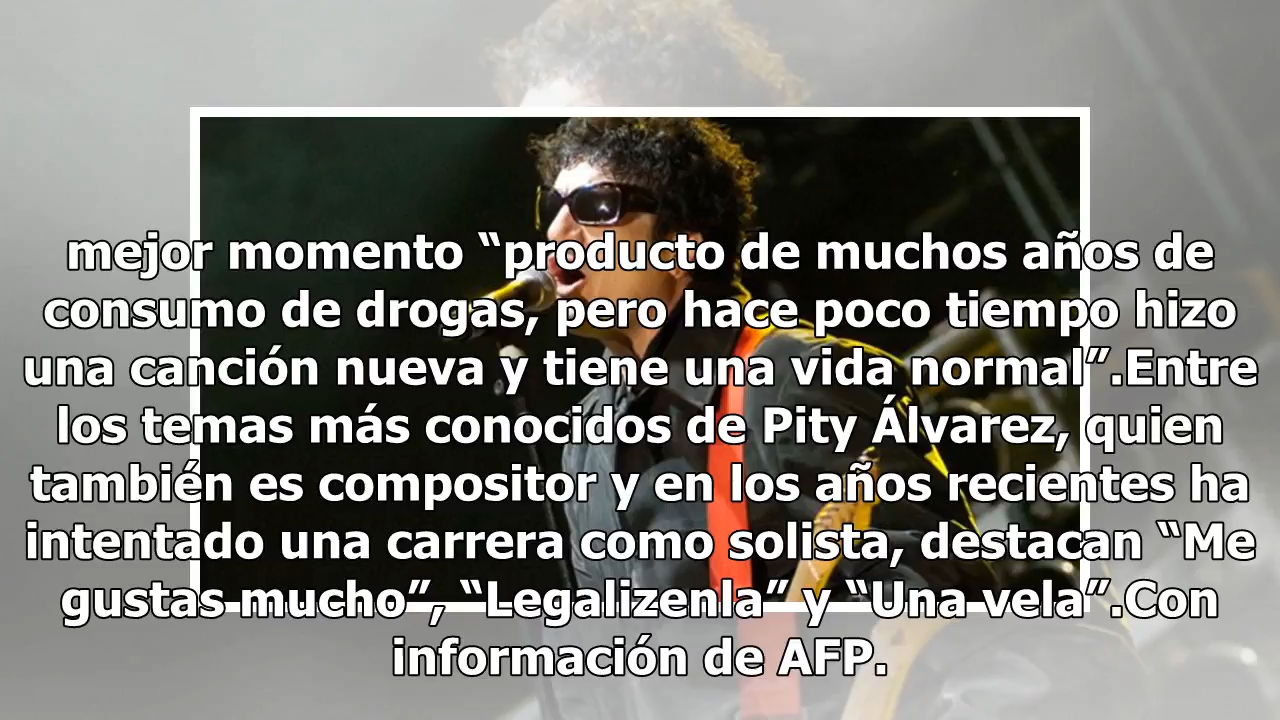 mejor momento “producto de muchos años de
consumo de drogas, pero hace poco tiempo hizo
una canción nueva y tiene una vida normal”.Entre
los temas más conocidos de Pity Álvarez, quien
también es compositor y en los años recientes ha
intentado una carrera como solista, destacan “Me
gustas mucho”, “Legalizenla” y “Una vela”.Con
información de AFP.